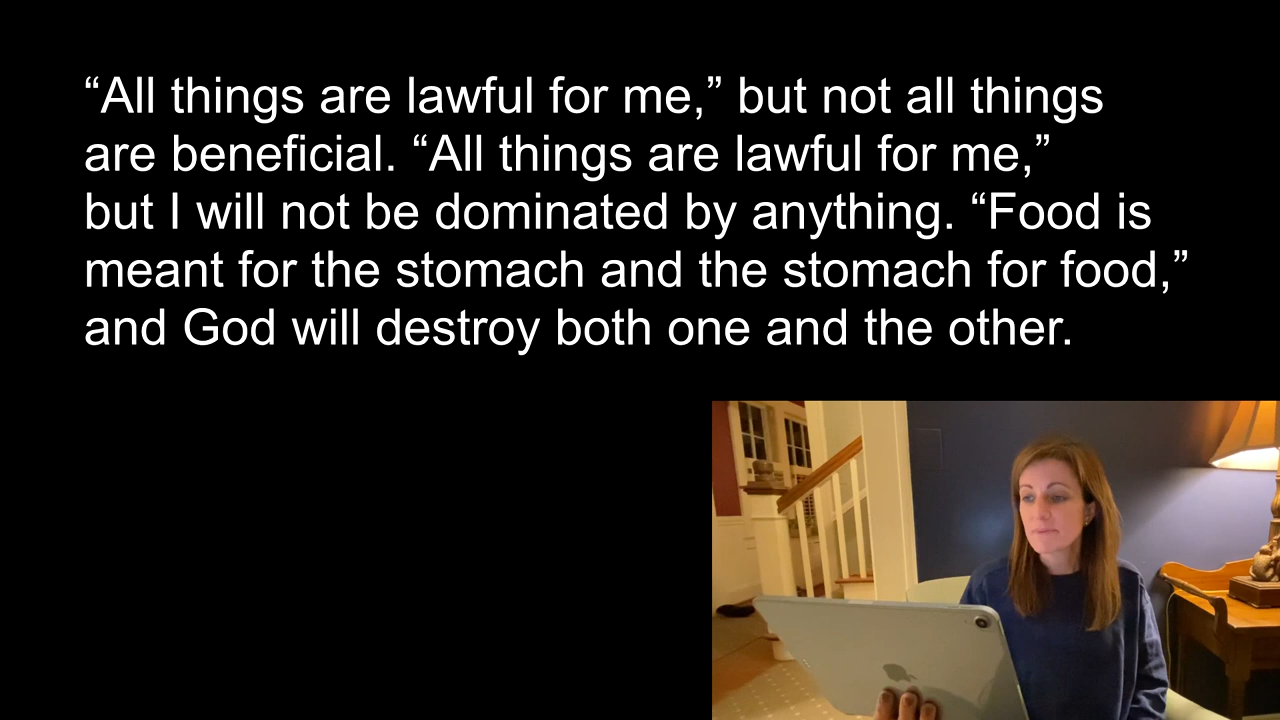 “All things are lawful for me,” but not all things
are beneficial. “All things are lawful for me,”
but I will not be dominated by anything. “Food is
meant for the stomach and the stomach for food,”
and God will destroy both one and the other.